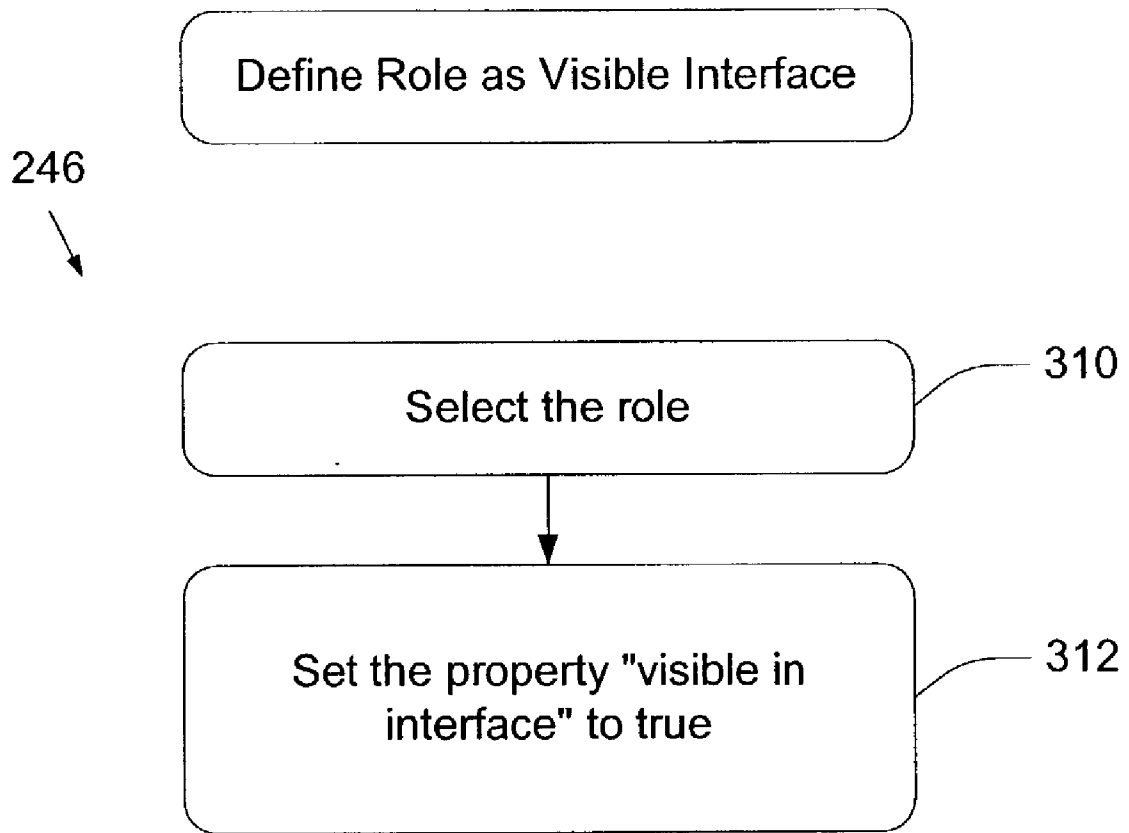 Define Role as Visible Interface
246
Select the role
310
Set the property "visible in
interface" to true
312